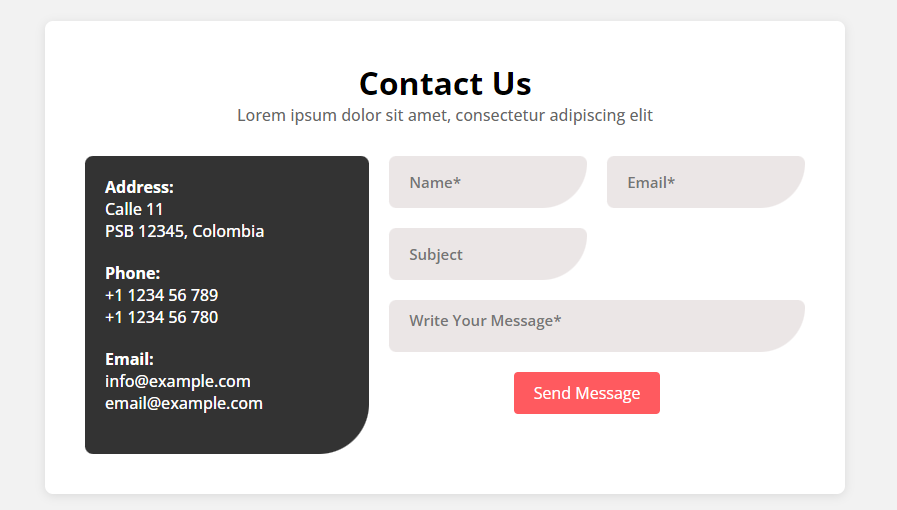 Contact Us
Lorem ipsum dolor sit amet, consectetur adipiscing elit
Address:
Calle 11
PSB 12345, Colombia
Phone:
+1 1234 56 789
+1 1234 56 780
Email:
info@example.com
email@example.com
Name*
Email*
Subject
Write Your Message*
Send Message